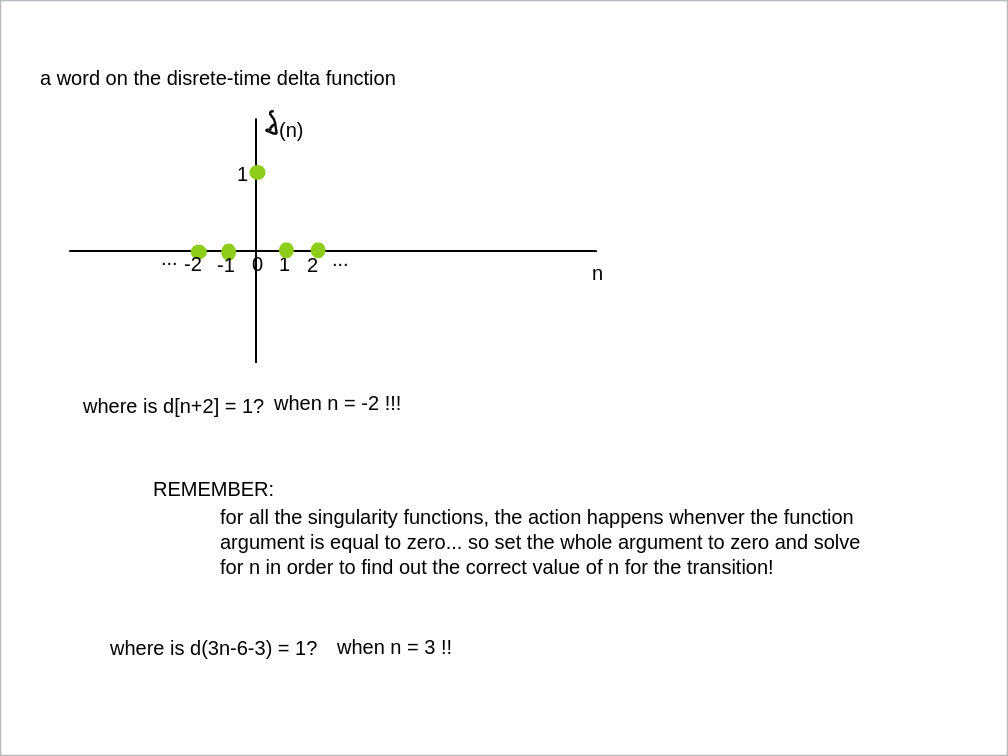 a word on the disrete-time delta function
δ(n)
1
... -2 -1 0 1 2 ...
n
where is d[n+2] = 1? when n = -2 !!!
REMEMBER:
for all the singularity functions, the action happens whenver the function
argument is equal to zero... so set the whole argument to zero and solve
for n in order to find out the correct value of n for the transition!
where is d(3n-6-3) = 1? when n = 3 !!